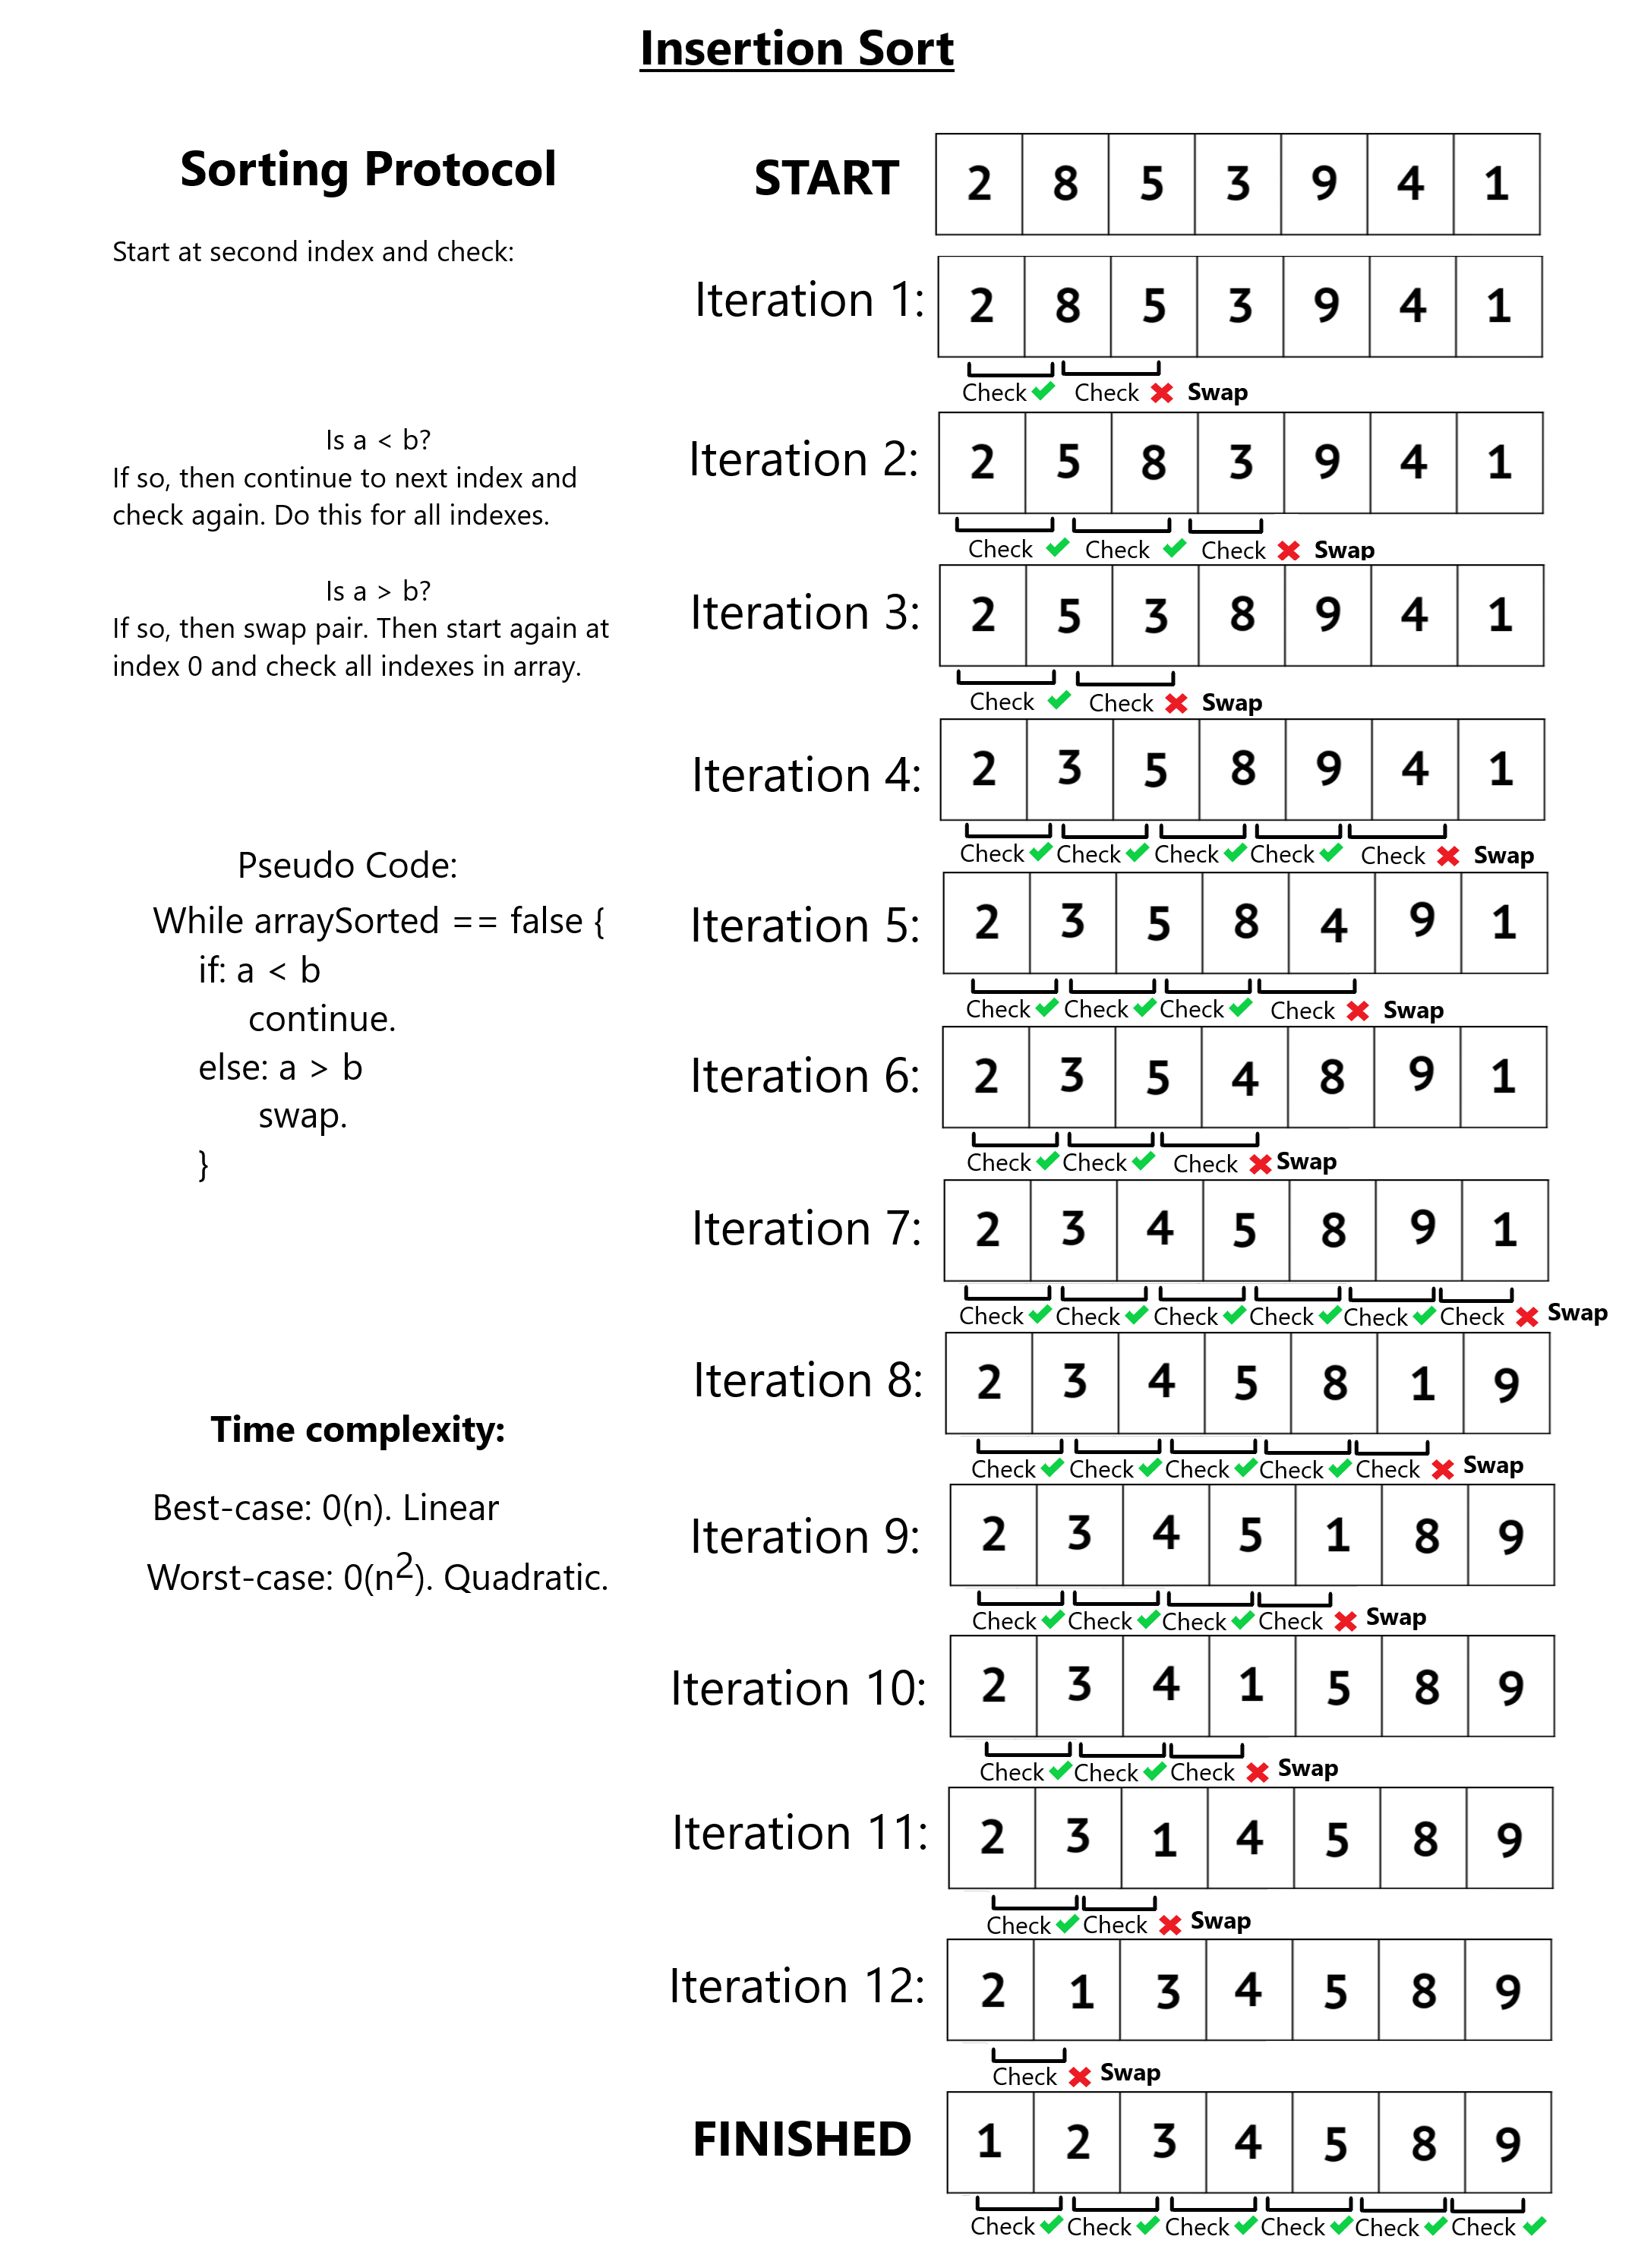 Insertion Sort
Sorting Protocol
Start at second index and check:
Is a < b?
If so, then continue to next index and
check again. Do this for all indexes.
Is a > b?
If so, then swap pair. Then start again at
index 0 and check all indexes in array.
Pseudo Code:
While arraySorted == false {
if: a < b
continue.
else: a > b
swap.
}
Time complexity:
Best-case: 0(n). Linear
Worst-case: 0(n²). Quadratic.
START 2 8 5 3 9 4 1
Iteration 1: 2 8 5 3 9 4 1
Check Check Swap
Iteration 2: 2 5 8 3 9 4 1
Check Check Check Swap
Iteration 3: 2 5 3 8 9 4 1
Check Check Swap
Iteration 4: 2 3 5 8 9 4 1
Check Check Check Check Check Swap
Iteration 5: 2 3 5 8 4 9 1
Check Check Check Check Swap
Iteration 6: 2 3 5 4 8 9 1
Check Check Check Swap
Iteration 7: 2 3 4 5 8 9 1
Check Check Check Check Check Check Swap
Iteration 8: 2 3 4 5 8 1 9
Check Check Check Check Check Swap
Iteration 9: 2 3 4 5 1 8 9
Check Check Check Check Swap
Iteration 10: 2 3 4 1 5 8 9
Check Check Check Swap
Iteration 11: 2 3 1 4 5 8 9
Check Check Swap
Iteration 12: 2 1 3 4 5 8 9
Check Swap
FINISHED 1 2 3 4 5 8 9
Check Check Check Check Check Check